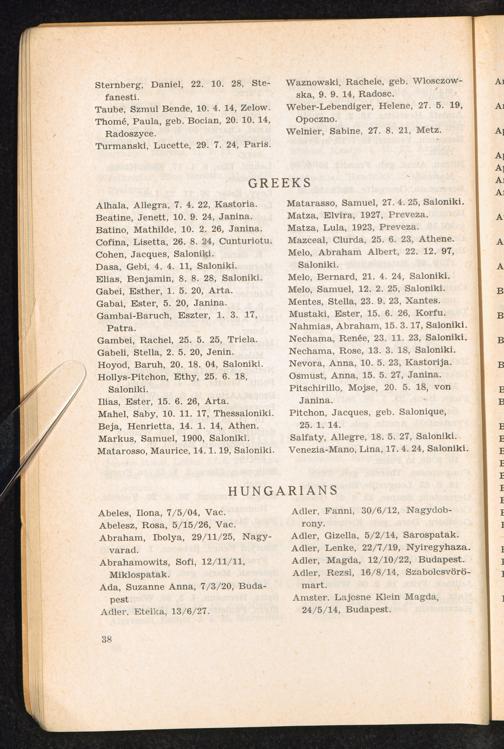 Sternberg, Daniel, 22. 10. 28, Ste-
fanesti.
Taube, Szmul Bende, 10. 4. 14, Zelow.
Thomé, Paula, geb. Bocian, 20. 10. 14,
Radoszyce.
Turmanski, Lucette, 29. 7. 24, Paris.
Waznowski, Rachele, geb. Wlosczow-
ska, 9. 9. 14, Radosc.
Weber-Lebendiger, Helene, 27. 5. 19,
Opoczno.
Welnier, Sabine, 27. 8. 21, Metz.
GREEKS
Alhala, Allegra, 7. 4. 22, Kastoria.
Beatine, Jenett, 10. 9. 24, Janina.
Batino, Mathilde, 10. 2. 26, Janina.
Cofina, Lisetta, 26. 8. 24, Cunturiotu.
Cohen, Jacques, Saloniki.
Dasa, Gebi, 4. 4. 11, Saloniki.
Elias, Benjamin, 8. 8. 28, Saloniki.
Gabei, Esther, 1. 5. 20, Arta.
Gabai, Ester, 5. 20, Janina.
Gambai-Baruch, Eszter, 1. 3. 17,
Patra.
Gambei, Rachel, 25. 5. 25, Triela.
Gabeli, Stella, 2. 5. 20, Jenin.
Hoyod, Baruh, 20. 18. 04, Saloniki.
Hollys-Pitchon, Ethy, 25. 6. 18,
Saloniki.
Ilias, Ester, 15. 6. 26, Arta.
Mahel, Saby, 10. 11. 17, Thessaloniki.
Beja, Henrietta, 14. 1. 14, Athen.
Markus, Samuel, 1900, Saloniki.
Matarosso, Maurice, 14. 1. 19, Saloniki.
Matarasso, Samuel, 27. 4. 25, Saloniki.
Matza, Elvira, 1927, Preveza.
Matza, Lula, 1923, Preveza.
Mazceal, Clurda, 25. 6. 23, Athene.
Melo, Abraham Albert, 22. 12. 97,
Saloniki.
Melo, Bernard, 21. 4. 24, Saloniki.
Melo, Samuel, 12. 2. 25, Saloniki.
Mentes, Stella, 23. 9. 23, Xantes.
Mustaki, Ester, 15. 6. 26, Korfu.
Nahmias, Abraham, 15. 3. 17, Saloniki.
Nechama, Renée, 23. 11. 23, Saloniki.
Nechama, Rose, 13. 3. 18, Saloniki.
Nevora, Anna, 10. 5. 23, Kastorija.
Osmust, Anna, 15. 5. 27, Janina.
Pitschirillo, Mojse, 20. 5. 18, von
Janina.
Pitchon, Jacques, geb. Salonique,
25. 1. 14.
Salfaty, Allegre, 18. 5. 27, Saloniki.
Venezia-Mano, Lina, 17. 4. 24, Saloniki.
HUNGARIANS
Abeles, Ilona, 7/5/04, Vac.
Abelesz, Rosa, 5/15/26, Vac.
Abraham, Ibolya, 29/11/25, Nagy-
varad.
Abrahamowits, Sofi, 12/11/11,
Miklospatak.
Ada, Suzanne Anna, 7/3/20, Buda-
pest
Adler, Etelka, 13/6/27.
Adler, Fanni, 30/6/12, Nagydob-
rony.
Adler, Gizella, 5/2/14, Sarospatak.
Adler, Lenke, 22/7/19, Nyiregyhaza.
Adler, Magda, 12/10/22, Budapest.
Adler, Rezsi, 16/8/14, Szabolcsvörö-
mart.
Amster, Lajosne Klein Magda,
24/5/14, Budapest.
38